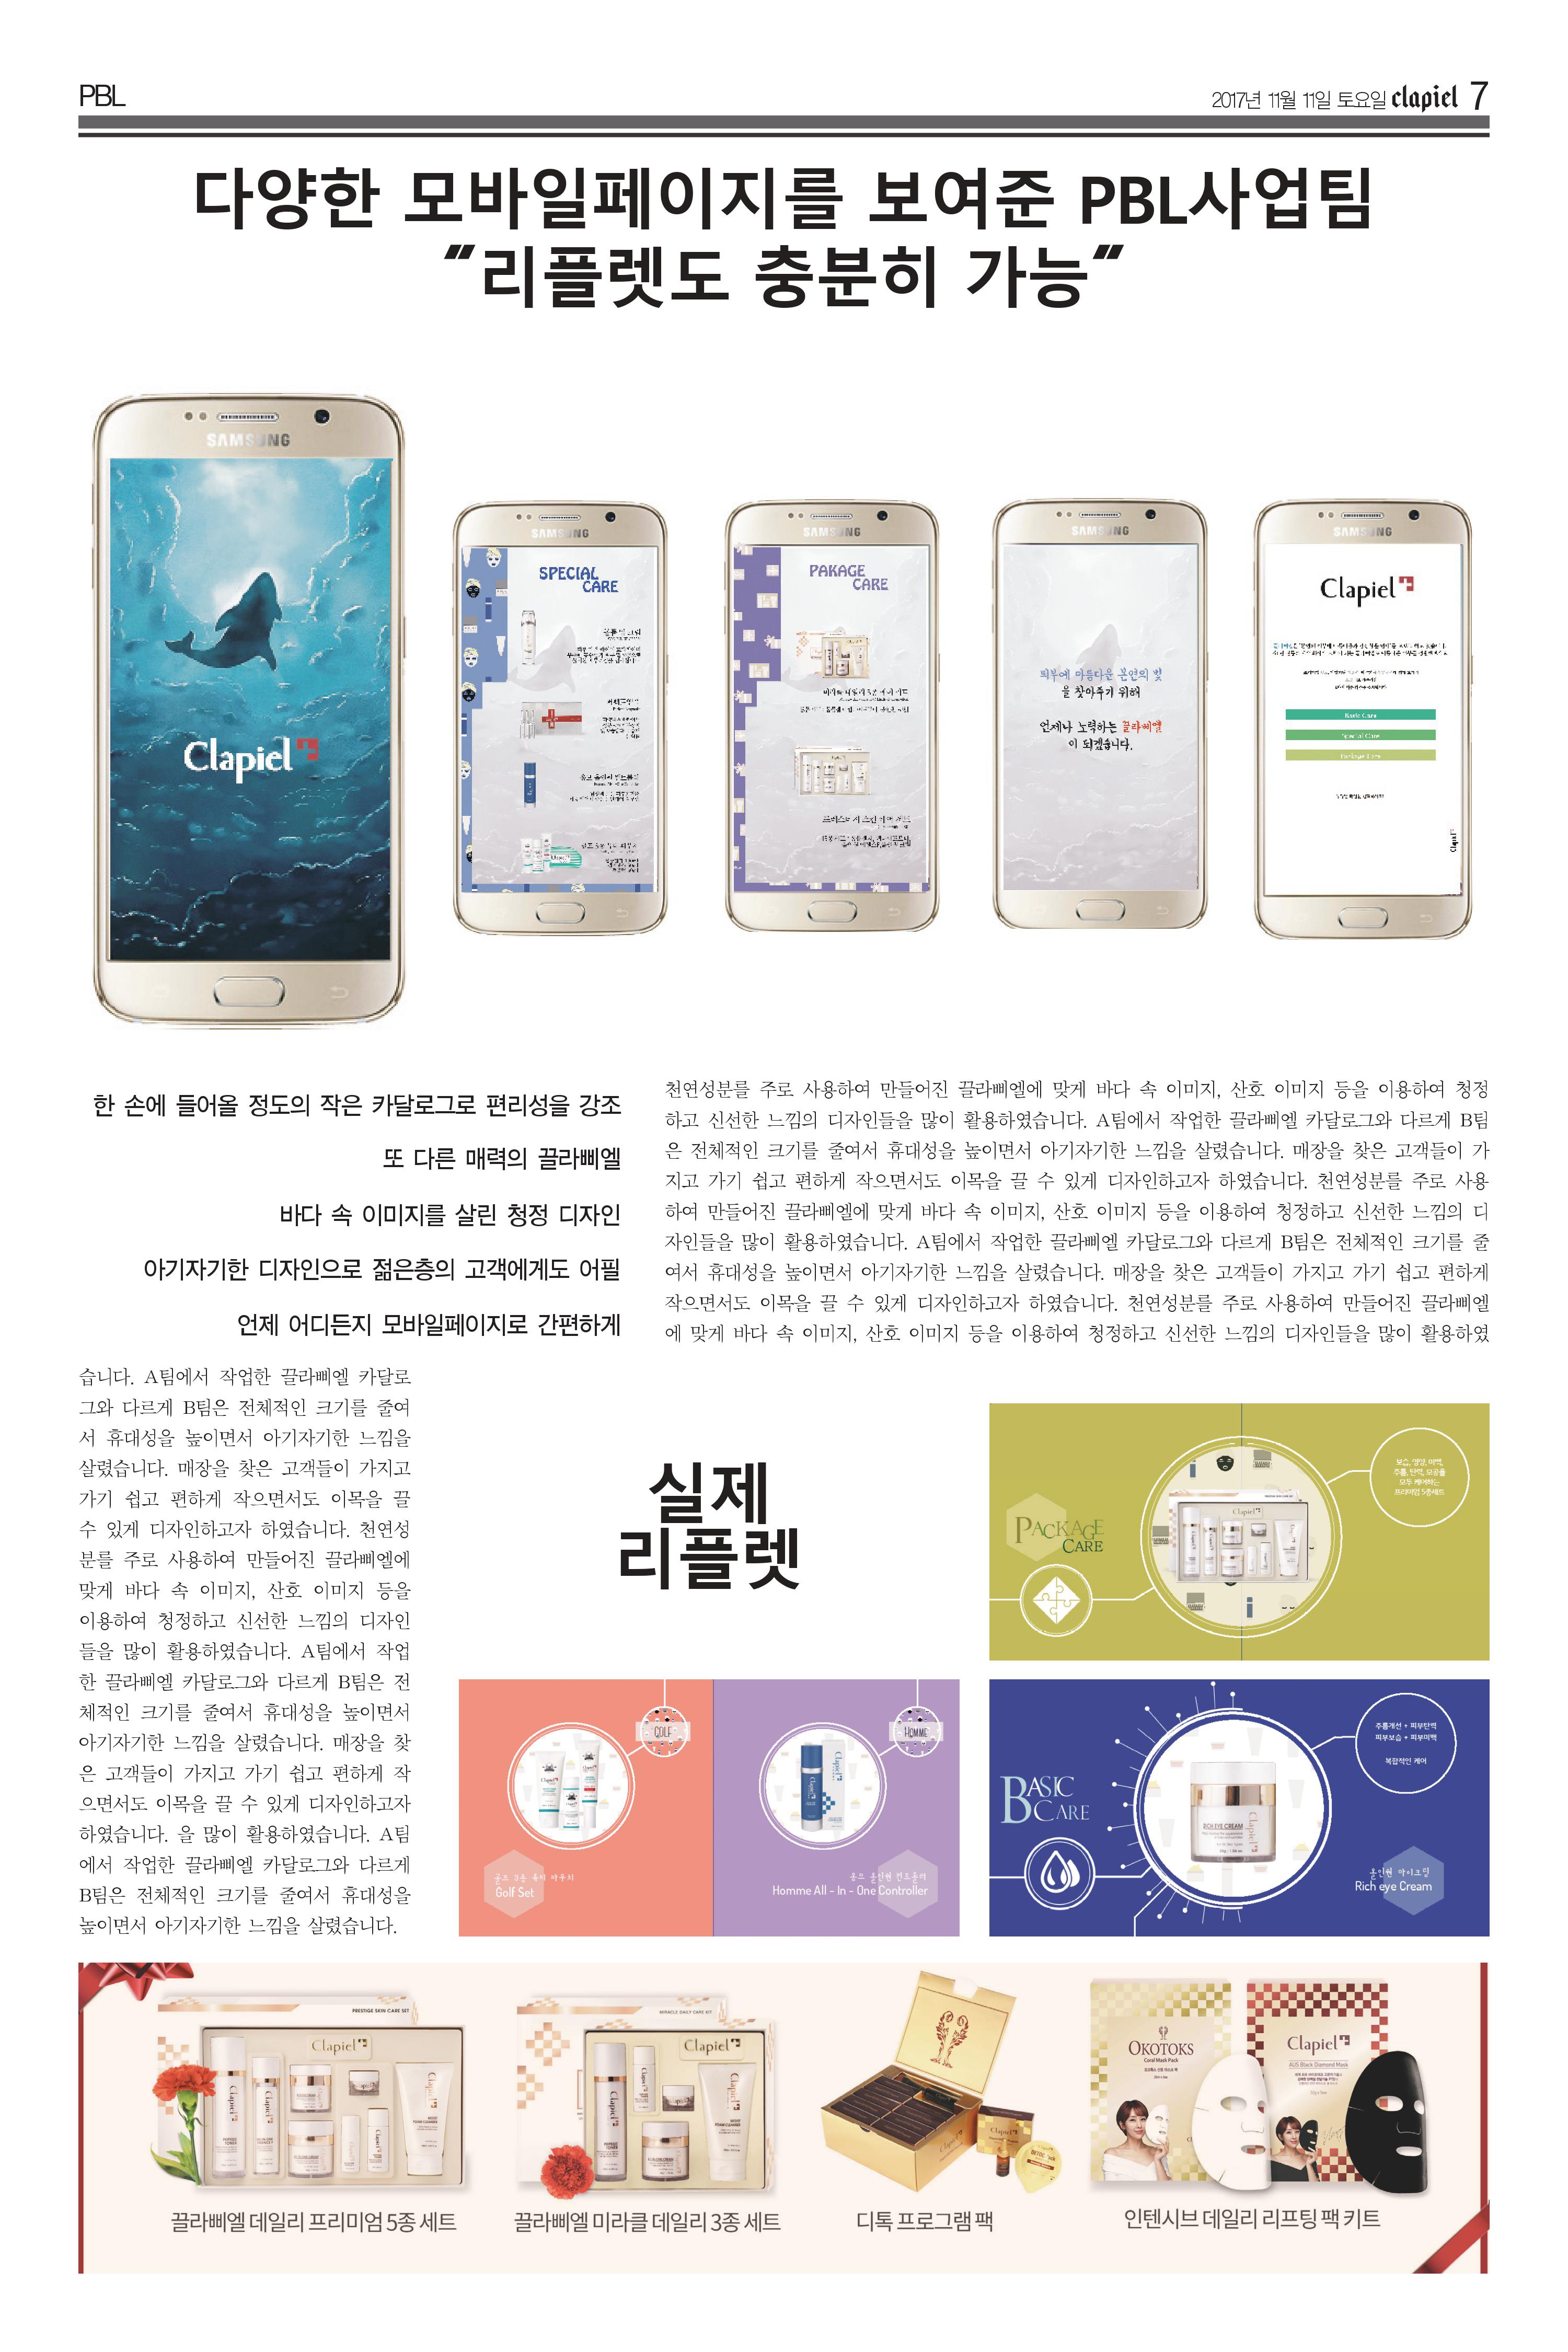 PBL
2017년 11월 11일 토요일 clapiel 7
다양한 모바일페이지를 보여준 PBL사업팀
"리플렛도 충분히 가능"
SAMSUNG
Clapiel
SAMSUNG
SPECIAL
CARE
SAMSUNG
PAKAGE
CARE
SAMSUNG
피부에 아름다운 본연의 빛
을 찾아주기 위해
언제나 노력하는 끌라삐엘
이 되겠습니다.
SAMSUNG
Clapiel
Basic Care
Special Care
Package Care
Clapiel
한 손에 들어올 정도의 작은 카달로그로 편리성을 강조
또 다른 매력의 끌라삐엘
바다 속 이미지를 살린 청정 디자인
아기자기한 디자인으로 젊은층의 고객에게도 어필
언제 어디든지 모바일페이지로 간편하게
천연성분를 주로 사용하여 만들어진 끌라삐엘에 맞게 바다 속 이미지, 산호 이미지 등을 이용하여 청정
하고 신선한 느낌의 디자인들을 많이 활용하였습니다. A팀에서 작업한 끌라삐엘 카달로그와 다르게 B팀
은 전체적인 크기를 줄여서 휴대성을 높이면서 아기자기한 느낌을 살렸습니다. 매장을 찾은 고객들이 가
지고 가기 쉽고 편하게 작으면서도 이목을 끌 수 있게 디자인하고자 하였습니다. 천연성분를 주로 사용
하여 만들어진 끌라삐엘에 맞게 바다 속 이미지, 산호 이미지 등을 이용하여 청정하고 신선한 느낌의 디
자인들을 많이 활용하였습니다. A팀에서 작업한 끌라삐엘 카달로그와 다르게 B팀은 전체적인 크기를 줄
여서 휴대성을 높이면서 아기자기한 느낌을 살렸습니다. 매장을 찾은 고객들이 가지고 가기 쉽고 편하게
작으면서도 이목을 끌 수 있게 디자인하고자 하였습니다. 천연성분를 주로 사용하여 만들어진 끌라삐엘
에 맞게 바다 속 이미지, 산호 이미지 등을 이용하여 청정하고 신선한 느낌의 디자인들을 많이 활용하였
습니다. A팀에서 작업한 끌라삐엘 카달로
그와 다르게 B팀은 전체적인 크기를 줄여
서 휴대성을 높이면서 아기자기한 느낌을
살렸습니다. 매장을 찾은 고객들이 가지고
가기 쉽고 편하게 작으면서도 이목을 끌
수 있게 디자인하고자 하였습니다. 천연성
분를 주로 사용하여 만들어진 끌라삐엘에
맞게 바다 속 이미지, 산호 이미지 등을
이용하여 청정하고 신선한 느낌의 디자인
들을 많이 활용하였습니다. A팀에서 작업
한 끌라삐엘 카달로그와 다르게 B팀은 전
체적인 크기를 줄여서 휴대성을 높이면서
아기자기한 느낌을 살렸습니다. 매장을 찾
은 고객들이 가지고 가기 쉽고 편하게 작
으면서도 이목을 끌 수 있게 디자인하고자
하였습니다. 을 많이 활용하였습니다. A팀
에서 작업한 끌라삐엘 카달로그와 다르게
B팀은 전체적인 크기를 줄여서 휴대성을
높이면서 아기자기한 느낌을 살렸습니다.
실제
리플렛
PACKAGE
CARE
Clapiel
보습, 영양, 미백,
주름, 탄력, 모공을
모두 케어하는
프리미엄 5종세트
GOLF
골프 3종 욕지 파우치
Golf Set
HOMME
Clapiel
옴므 올인원 컨트롤러
Homme All - In - One Controller
BASIC
CARE
RICH EYE CREAM
Clapiel
주름개선 + 피부탄력
피부보습 + 피부미백
복합적인 케어
올인원 아이크림
Rich eye Cream
PRESTIGE SKIN CARE SET
Clapiel
끌라삐엘 데일리 프리미엄 5종 세트
MIRACLE DAILY CARE KIT
Clapiel
끌라삐엘 미라클 데일리 3종 세트
Clapiel
디톡 프로그램 팩
OKOTOKS
Coral Mask Pack
Clapiel
AUS Black Diamond Mask
인텐시브 데일리 리프팅 팩 키트